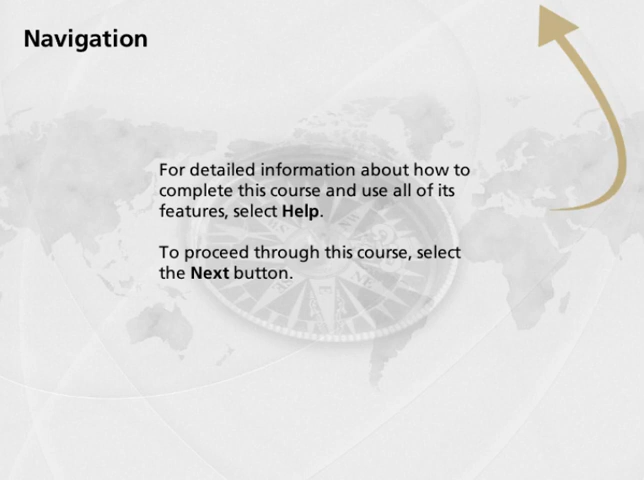 Navigation
For detailed information about how to
complete this course and use all of its
features, select Help.
To proceed through this course, select
the Next button.